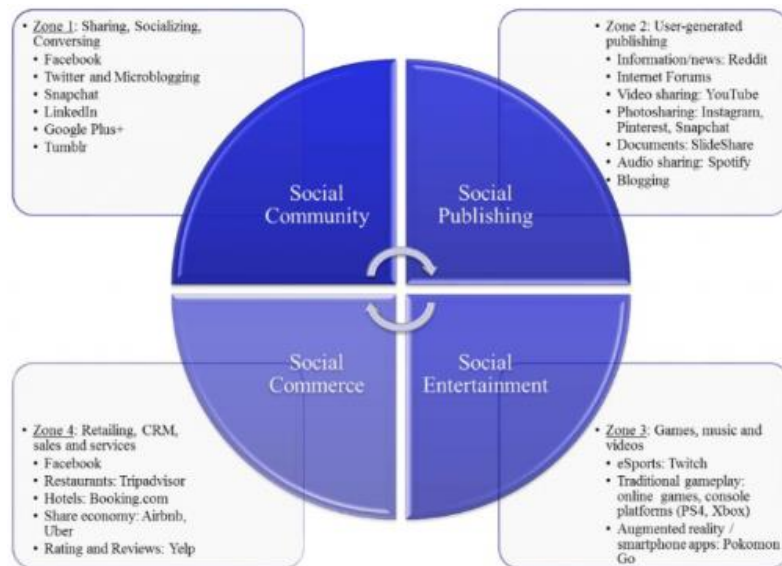 • Zone 1: Sharing, Socializing,
Conversing
• Facebook
• Twitter and Microblogging
• Snapchat
• LinkedIn
• Google Plus+
• Tumblr
• Zone 2: User-generated
publishing
• Information/news: Reddit
• Internet Forums
• Video sharing: YouTube
• Photosharing: Instagram,
Pinterest, Snapchat
• Documents: SlideShare
• Audio sharing: Spotify
• Blogging
Social
Community
Social
Publishing
Social
Commerce
Social
Entertainment
• Zone 4: Retailing, CRM,
sales and services
• Facebook
• Restaurants: Tripadvisor
• Hotels: Booking.com
• Share economy: Airbnb,
Uber
• Rating and Reviews: Yelp
• Zone 3: Games, music and
videos
• eSports: Twitch
• Traditional gameplay:
online games, console
platforms (PS4, Xbox)
• Augmented reality /
smartphone apps: Pokomon
Go